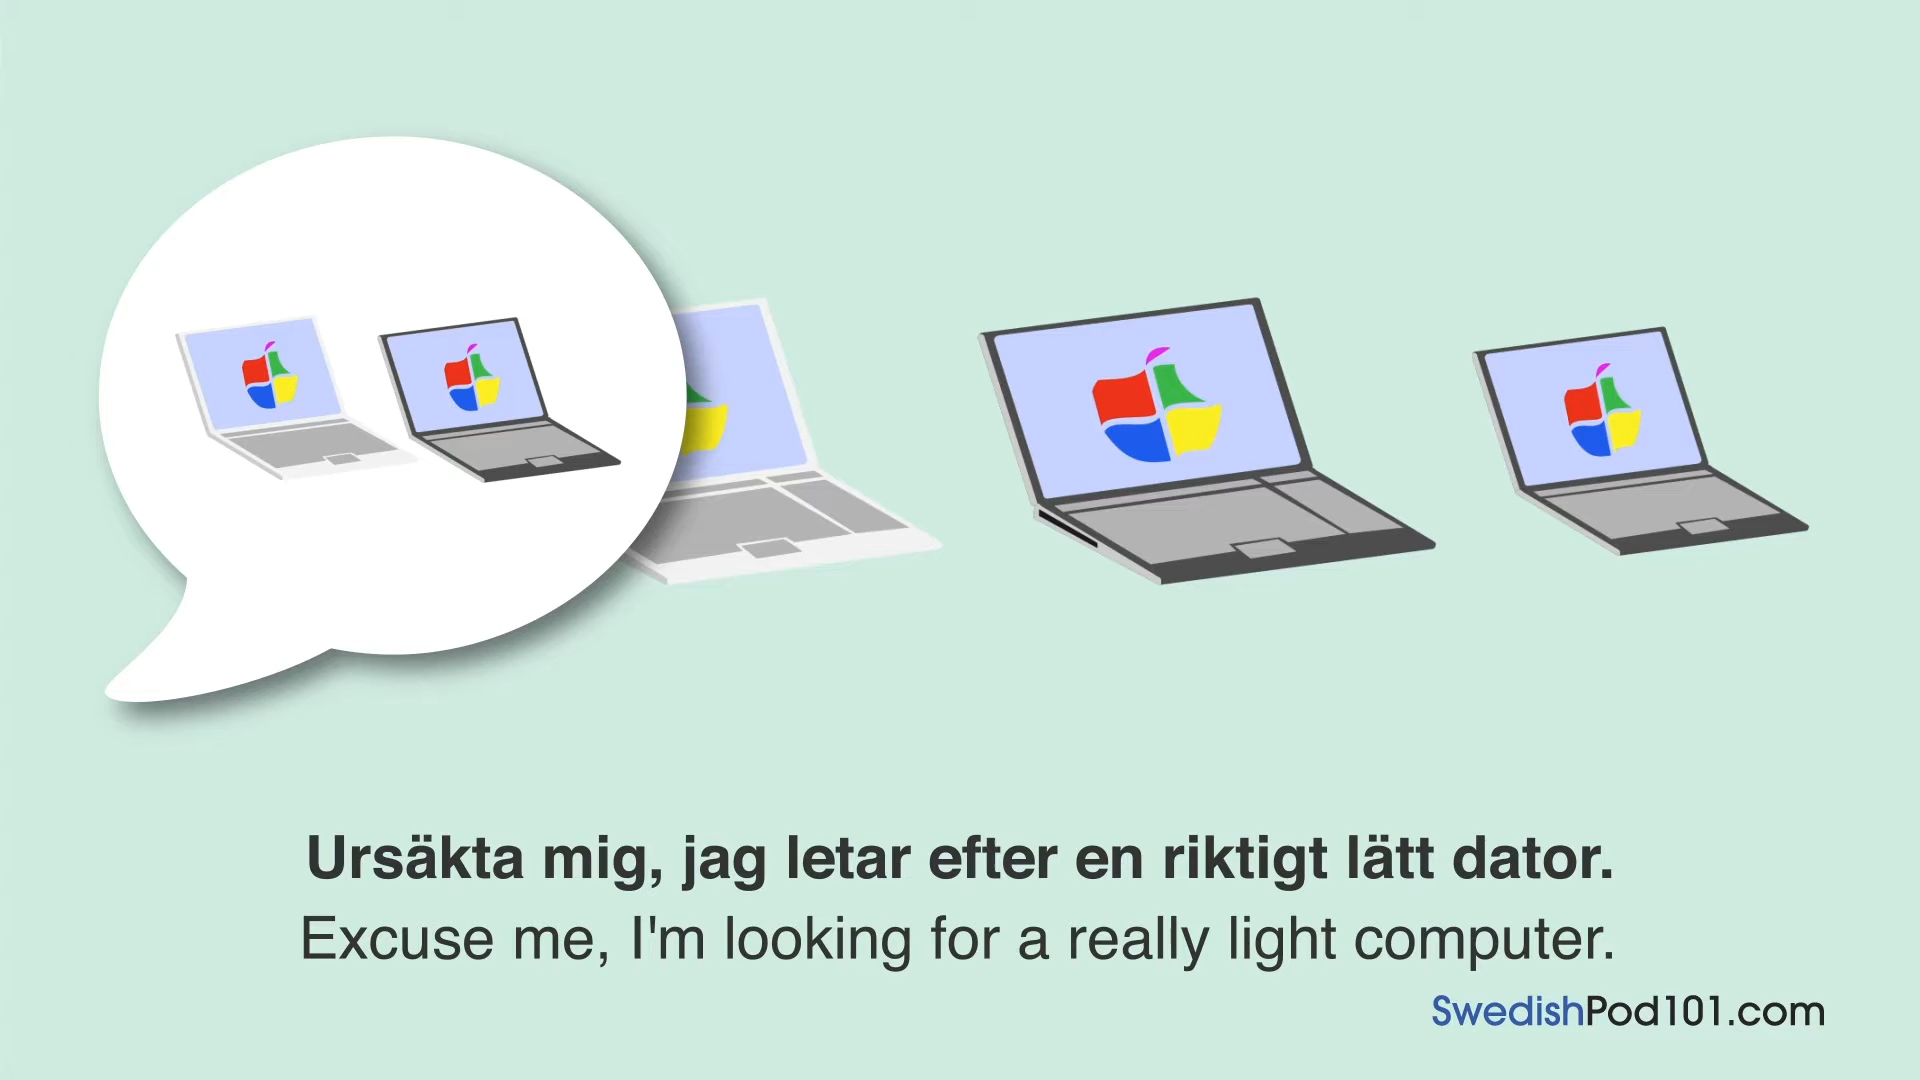 Ursäkta mig, jag letar efter en riktigt lätt dator.
Excuse me, I'm looking for a really light computer.
SwedishPod101.com